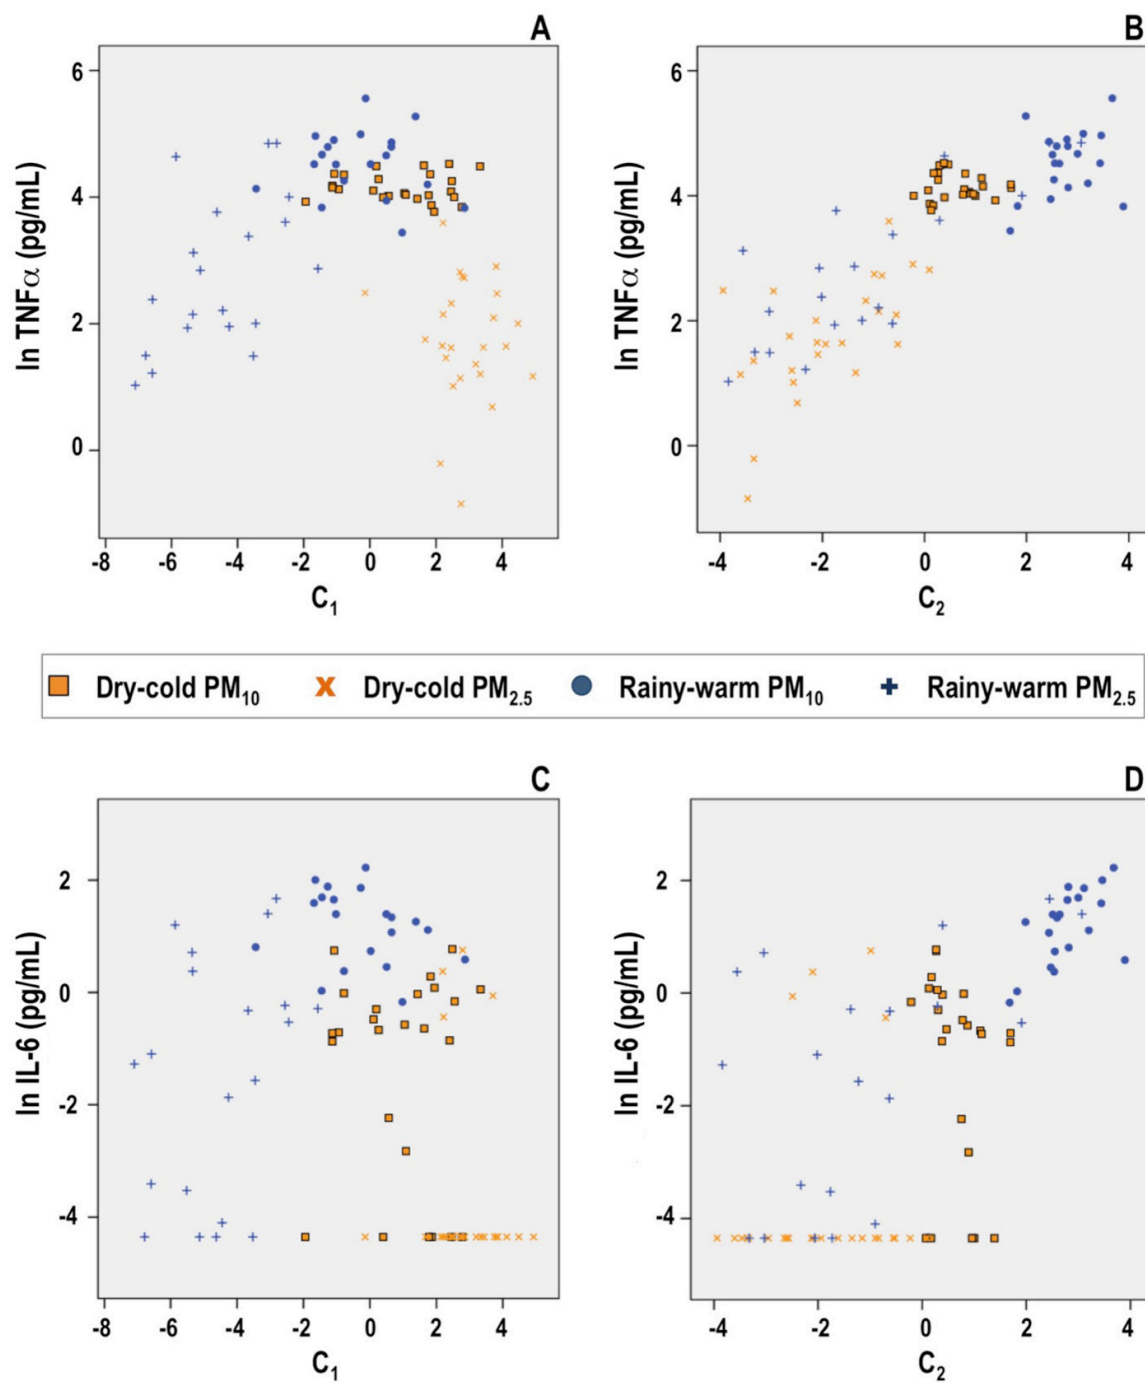 A
B
6
4
2
0
ln TNFα (pg/mL)
-8 -6 -4 -2 0 2 4 6
C1
6
4
2
0
ln TNFα (pg/mL)
-4 -2 0 2 4
C2
Dry-cold PM10 Dry-cold PM2.5 Rainy-warm PM10 Rainy-warm PM2.5
C
D
2
0
-2
-4
ln IL-6 (pg/mL)
-8 -6 -4 -2 0 2 4 6
C1
2
0
-2
-4
ln IL-6 (pg/mL)
-4 -2 0 2 4
C2